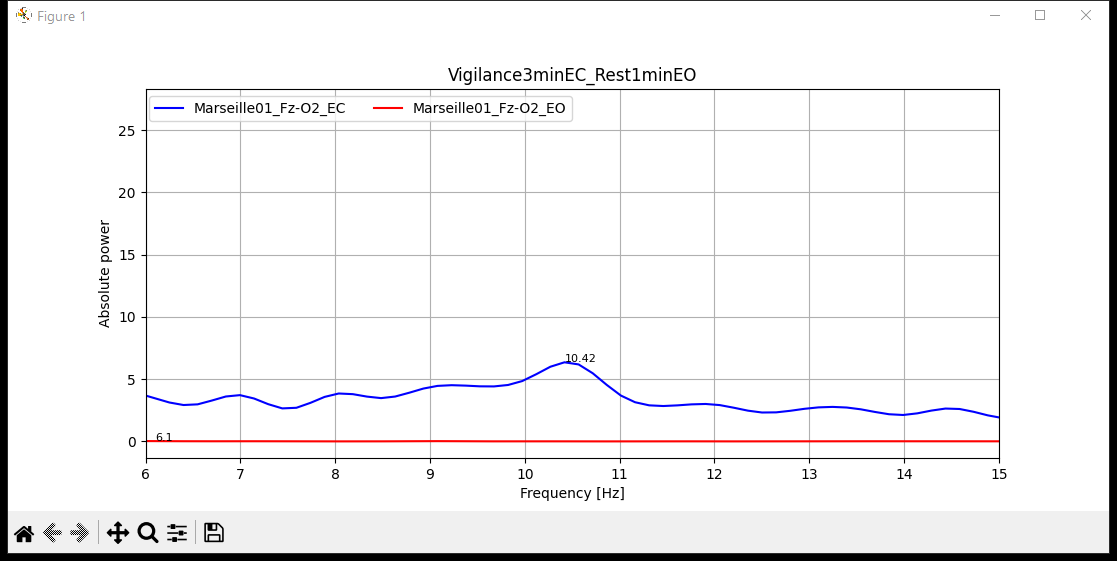 Figure 1
Vigilance3minEC_Rest1minEO
Marseille01_Fz-O2_EC Marseille01_Fz-O2_EO
25
20
15
10
5
0
Absolute power
10.42
6.1
6 7 8 9 10 11 12 13 14 15
Frequency [Hz]